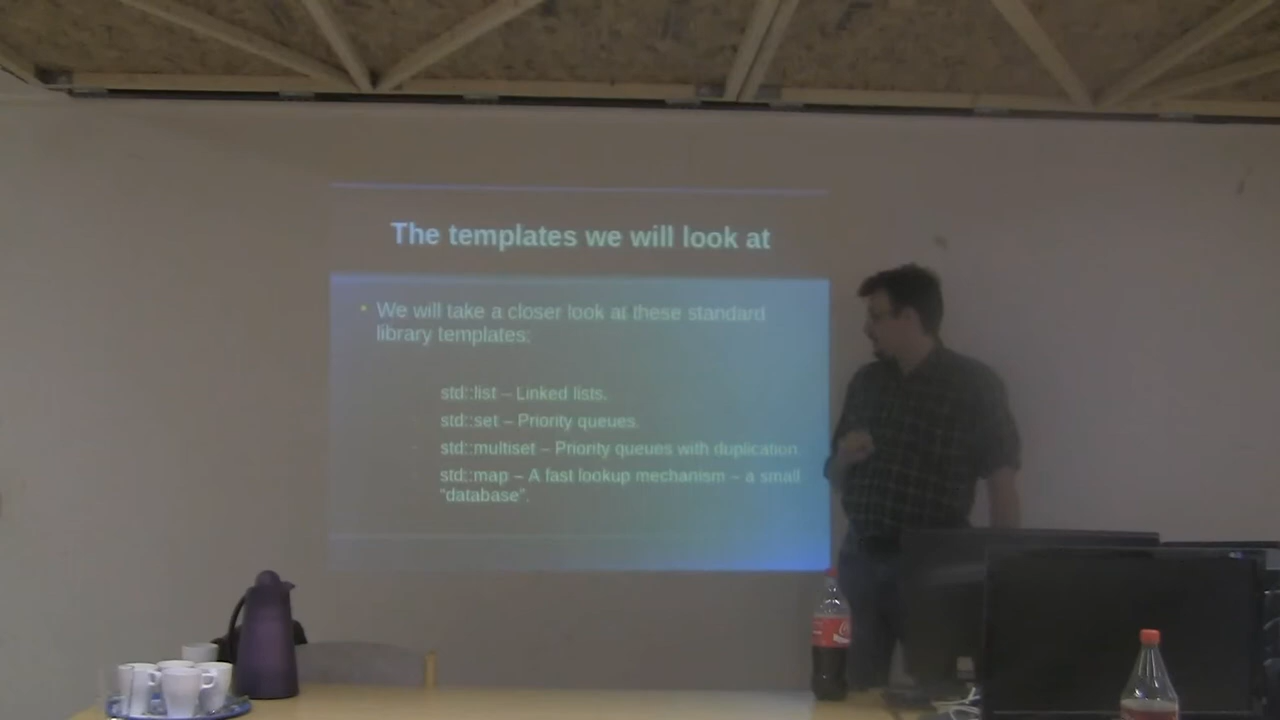 The templates we will look at
• We will take a closer look at these standard
library templates:
std::list – Linked lists.
std::set – Priority queues.
std::multiset – Priority queues with duplication.
std::map – A fast lookup mechanism – a small
"database".